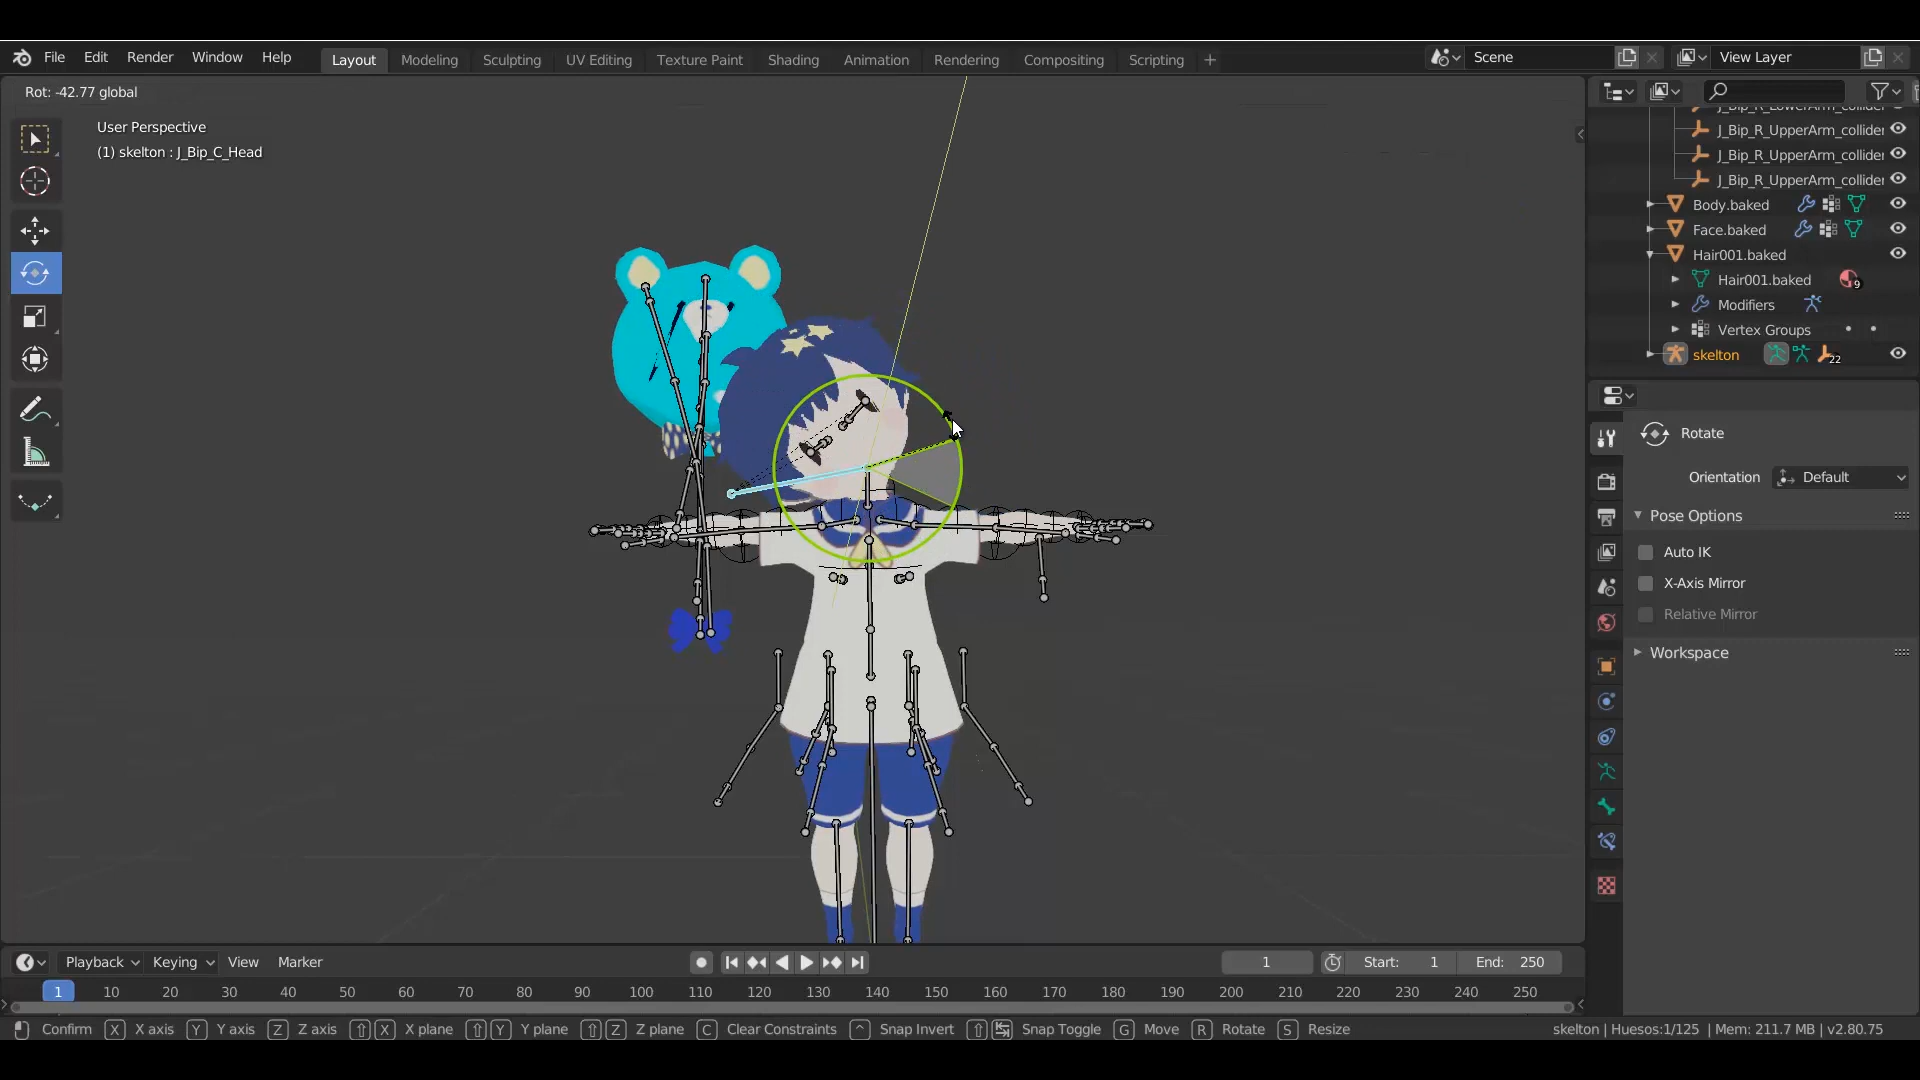 File Edit Render Window Help Layout Modeling Sculpting UV Editing Texture Paint Shading Animation Rendering Compositing Scripting + Scene View Layer
Rot: -42.77 global
User Perspective
(1) skelton : J_Bip_C_Head
J_Bip_R_LowerArm_collider
J_Bip_R_UpperArm_collider
J_Bip_R_UpperArm_collider
J_Bip_R_UpperArm_collider
Body.baked
Face.baked
Hair001.baked
Hair001.baked 9
Modifiers
Vertex Groups
skelton 22
Rotate
Orientation Default
Pose Options
Auto IK
X-Axis Mirror
Relative Mirror
Workspace
Playback Keying View Marker 1 Start: 1 End: 250
1 10 20 30 40 50 60 70 80 90 100 110 120 130 140 150 160 170 180 190 200 210 220 230 240 250
Confirm X X axis Y Y axis Z Z axis X X plane Y Y plane Z Z plane C Clear Constraints ^ Snap Invert Snap Toggle G Move R Rotate S Resize skelton | Huesos:1/125 | Mem: 211.7 MB | v2.80.75